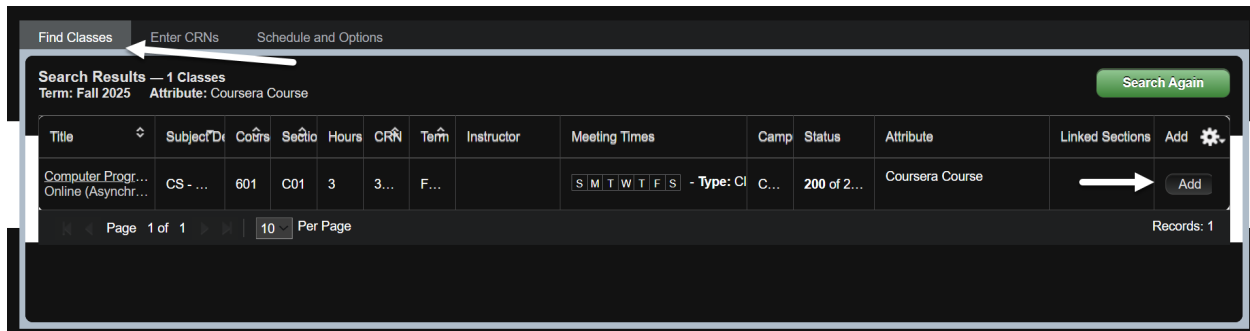 Find Classes Enter CRNs Schedule and Options
Search Results — 1 Classes
Term: Fall 2025 Attribute: Coursera Course
Search Again
Title Subject De Cours Sectio Hours CRN Term Instructor Meeting Times Camp Status Attribute Linked Sections Add
Computer Progr... CS - ... 601 C01 3 3... F... S M T W T F S - Type: Cl C... 200 of 2... Coursera Course Add
Online (Asynchr...
Page 1 of 1 10 Per Page Records: 1